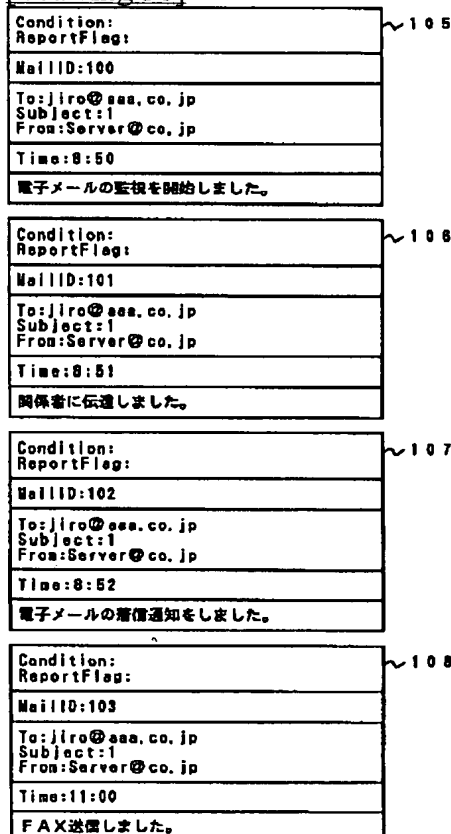 Condition:
ReportFlag:
105
MailID:100
To:jiro@aaa.co.jp
Subject:1
From:Server@co.jp
Time:8:50
電子メールの監視を開始しました。
Condition:
ReportFlag:
106
MailID:101
To:jiro@aaa.co.jp
Subject:1
From:Server@co.jp
Time:8:51
関係者に伝達しました。
Condition:
ReportFlag:
107
MailID:102
To:jiro@aaa.co.jp
Subject:1
From:Server@co.jp
Time:8:52
電子メールの着信通知をしました。
Condition:
ReportFlag:
108
MailID:103
To:jiro@aaa.co.jp
Subject:1
From:Server@co.jp
Time:11:00
FAX送信しました。